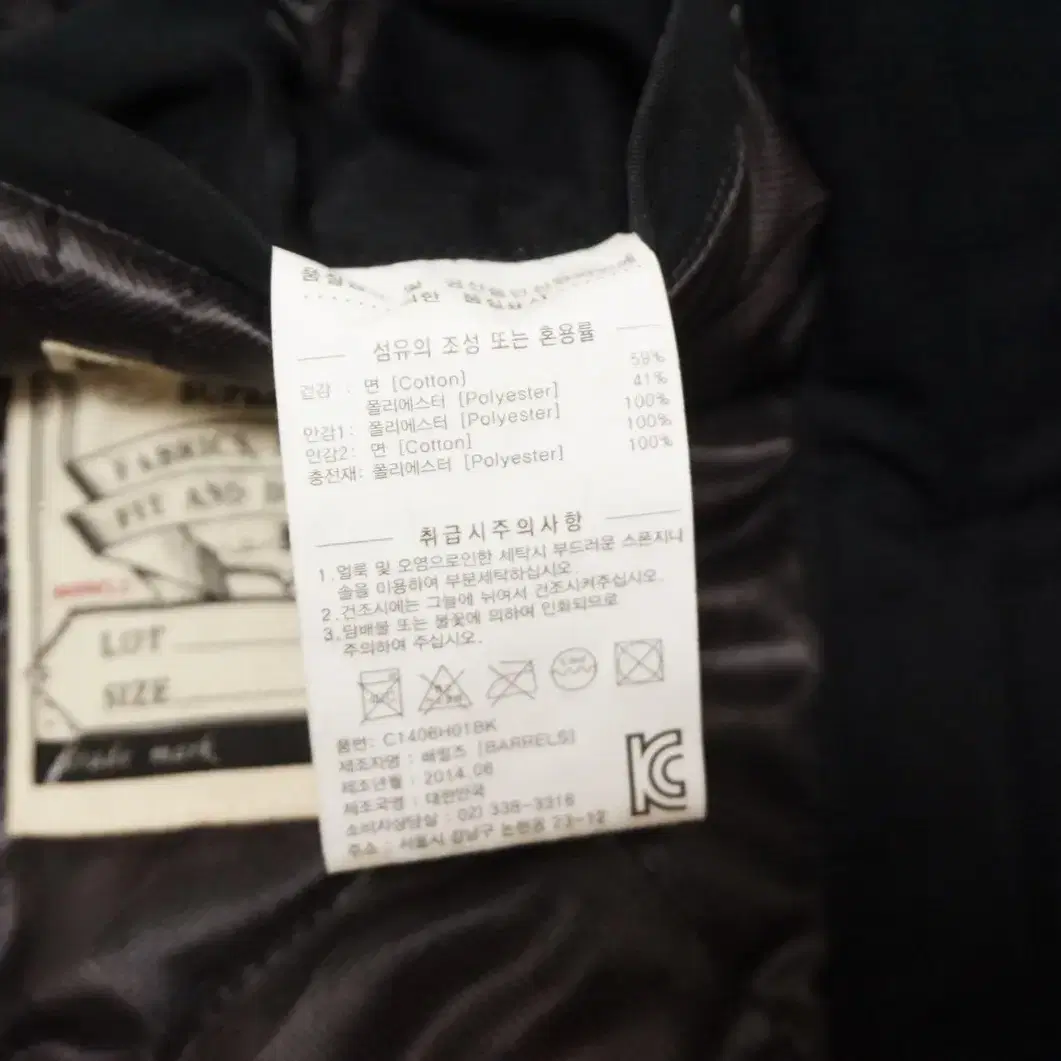 섬유의 조성 또는 혼용률
겉감 : 면 [Cotton] 59%
폴리에스터 [Polyester] 41%
안감1: 폴리에스터 [Polyester] 100%
안감2: 면 [Cotton] 100%
충전재: 폴리에스터 [Polyester] 100%
취급시주의사항
1.얼룩 및 오염으로인한 세탁시 부드러운 스폰지나
솔을 이용하여 부분세탁하십시오.
2.건조시에는 그늘에 뉘여서 건조시켜주십시오.
3.담배불 또는 불꽃에 의하여 인화되므로
주의하여 주십시오.
품번: C1408H01BK
제조자명 : 배럴즈 [BARRELS]
제조년월 : 2014.08
제조국명 : 대한민국
소비자상담실 : 02) 338-3316
주소 : 서울시 강남구 논현동 23-12
KC
FABRICS
FIT AND
LOT
SIZE
Trade mark